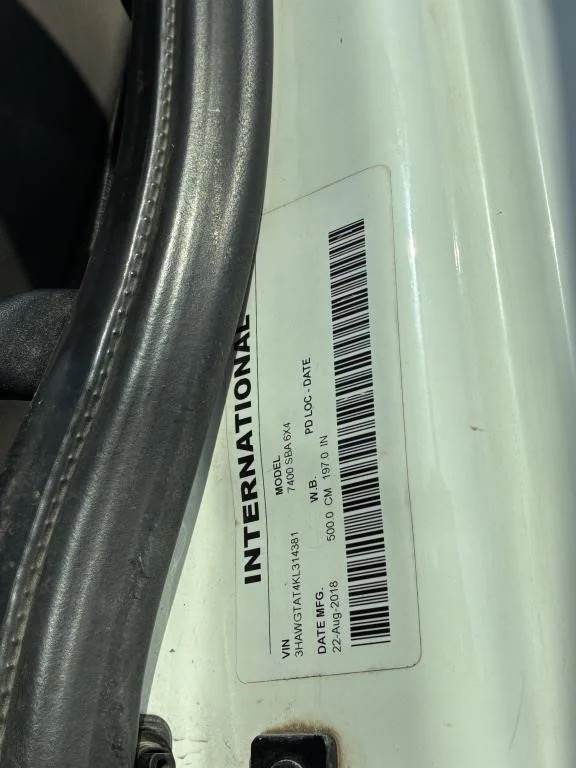 INTERNATIONAL
MODEL
7400 SBA 6X4
VIN
3HAWGTAT4KL314381
W.B.
PD LOC - DATE
DATE MFG.
500.0 CM 197.0 IN
22-Aug-2018